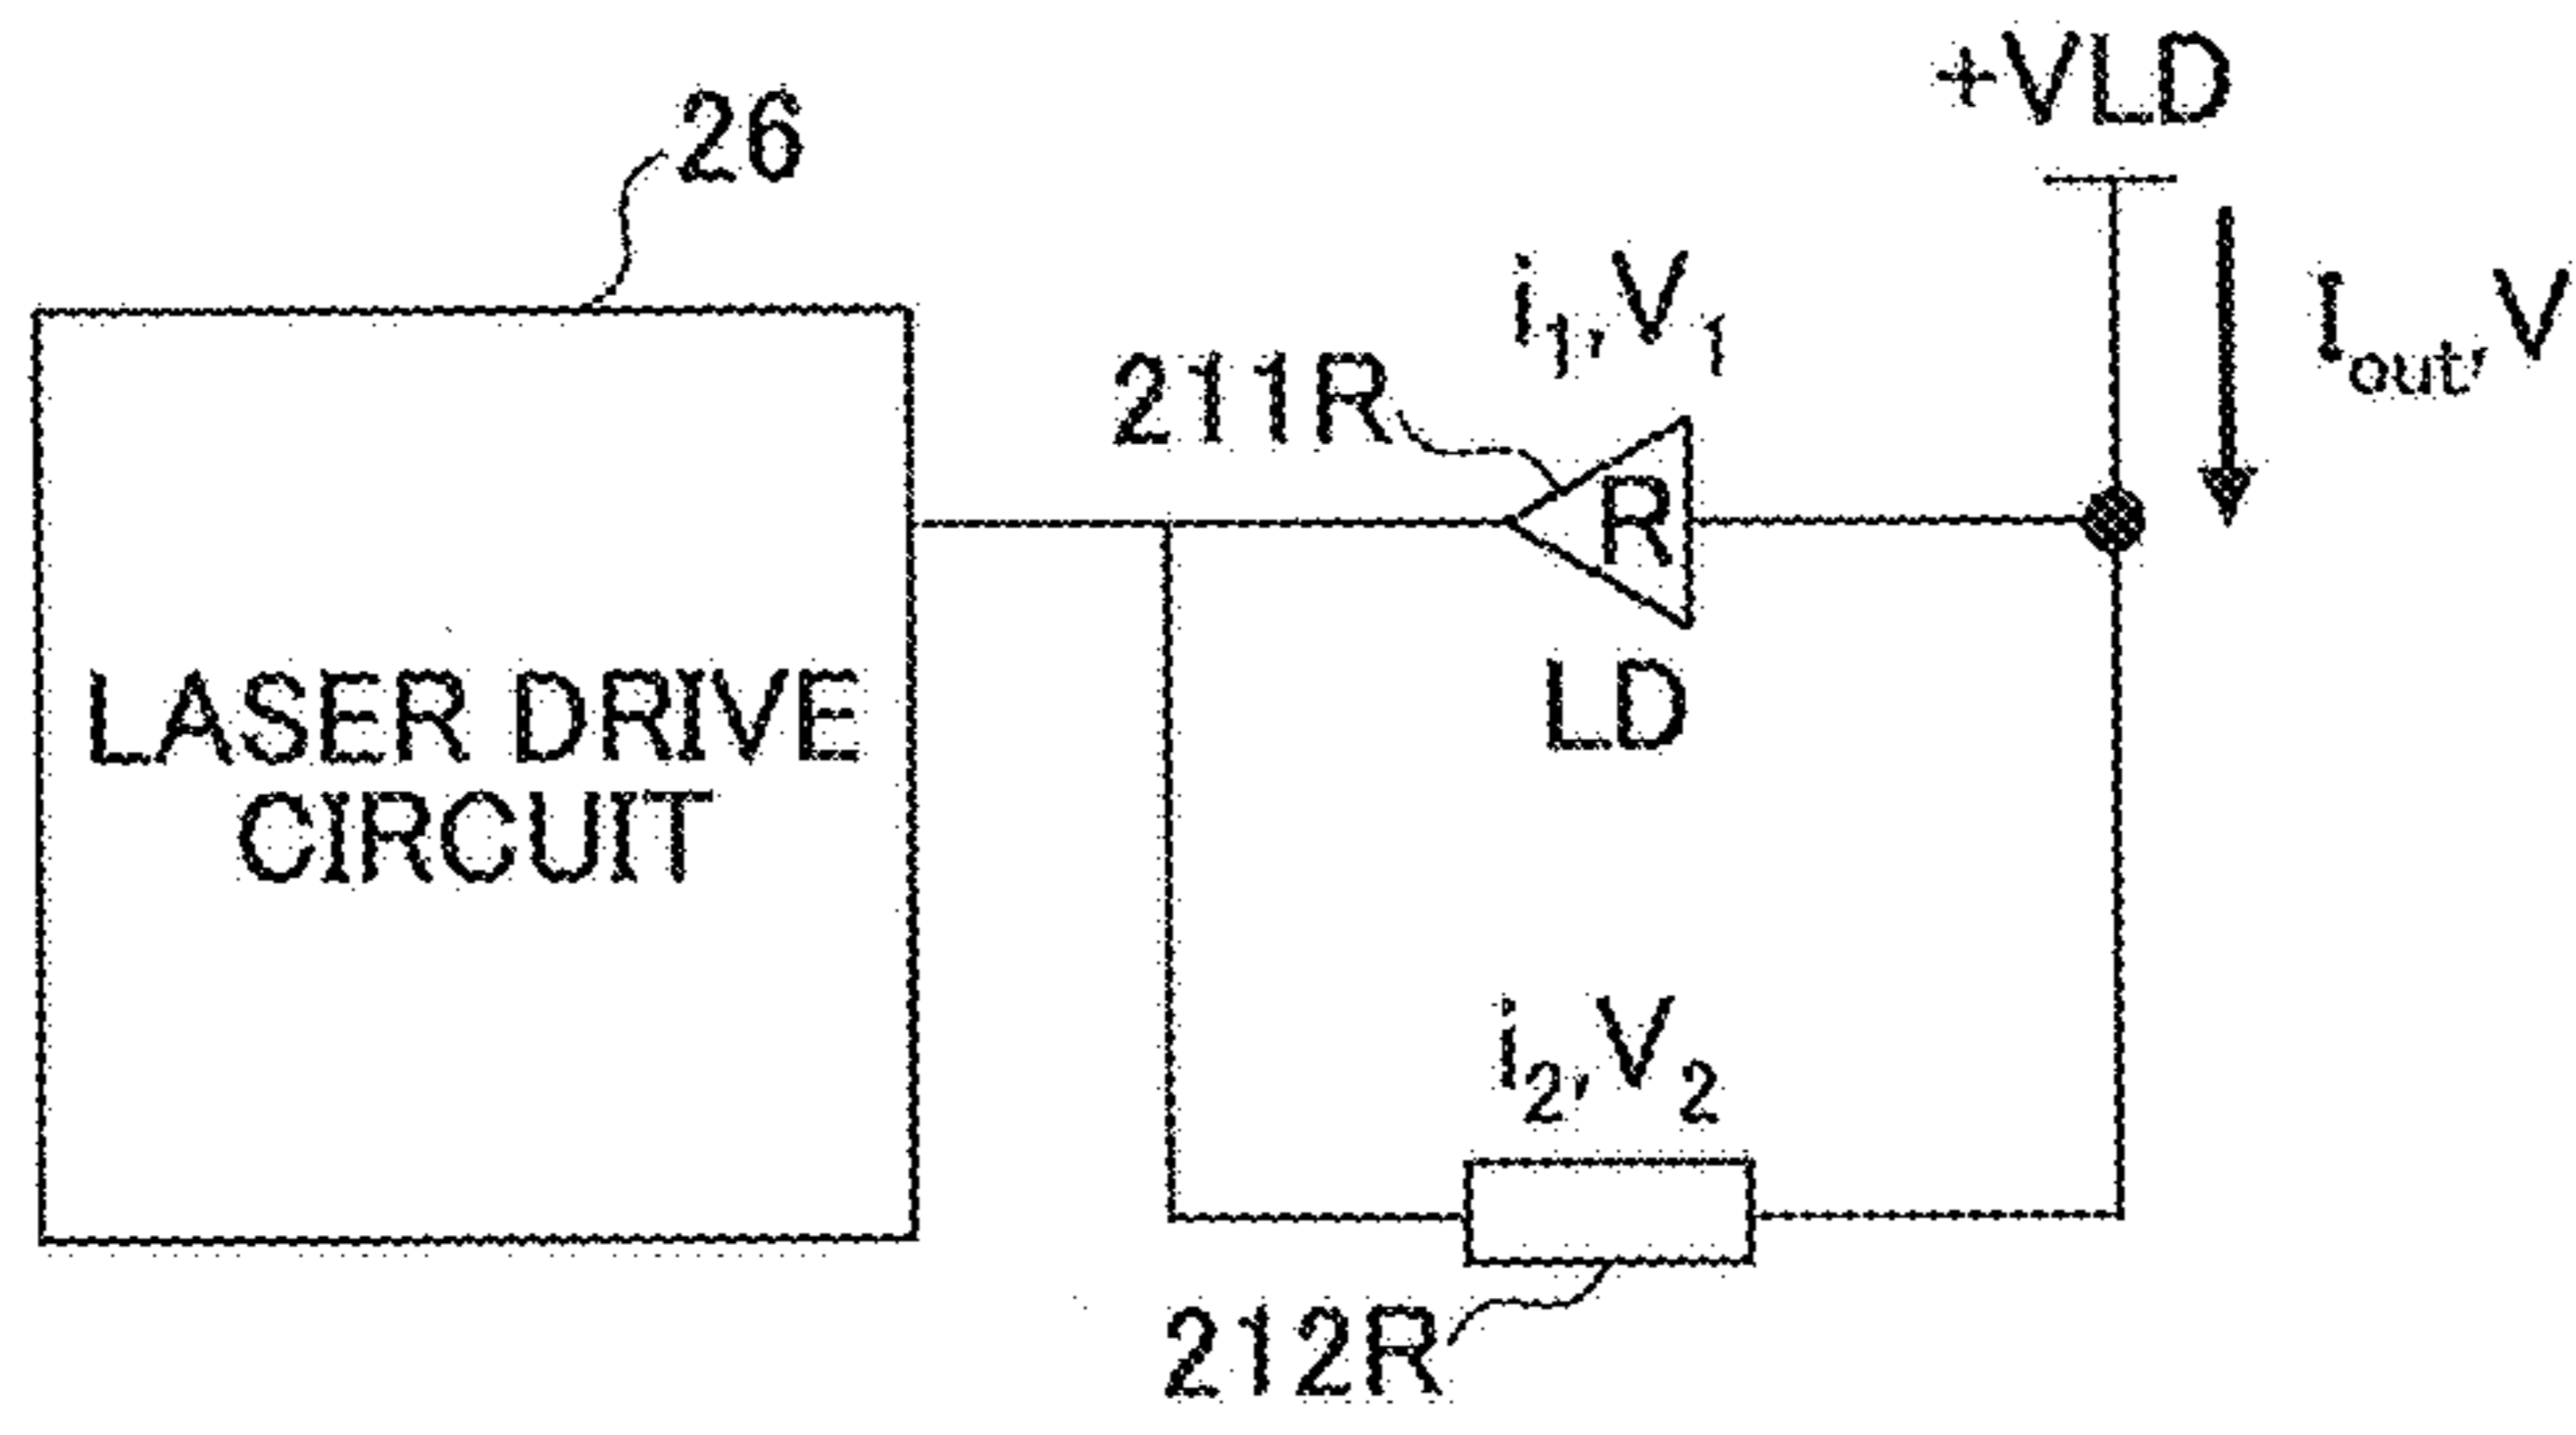 26
+VLD
i1, V1
Iout, V
211R
R
LD
LASER DRIVE
CIRCUIT
i2, V2
212R